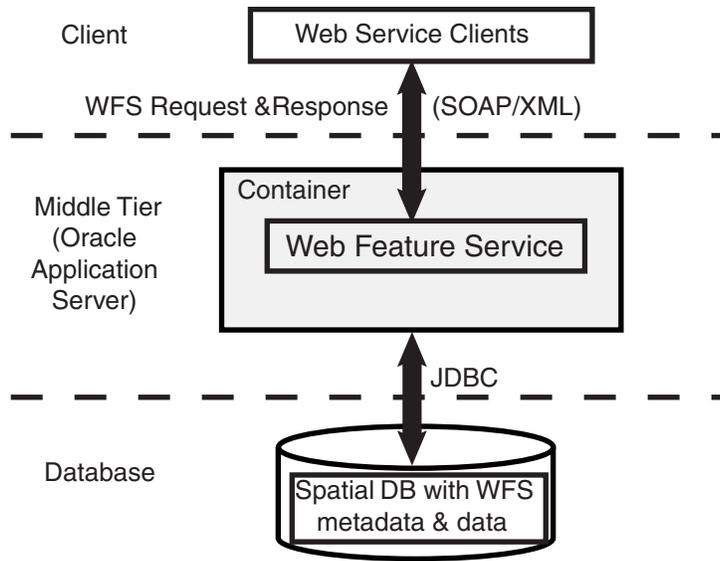 Client
Web Service Clients
WFS Request &Response
(SOAP/XML)
Middle Tier
(Oracle
Application
Server)
Container
Web Feature Service
JDBC
Database
Spatial DB with WFS
metadata & data